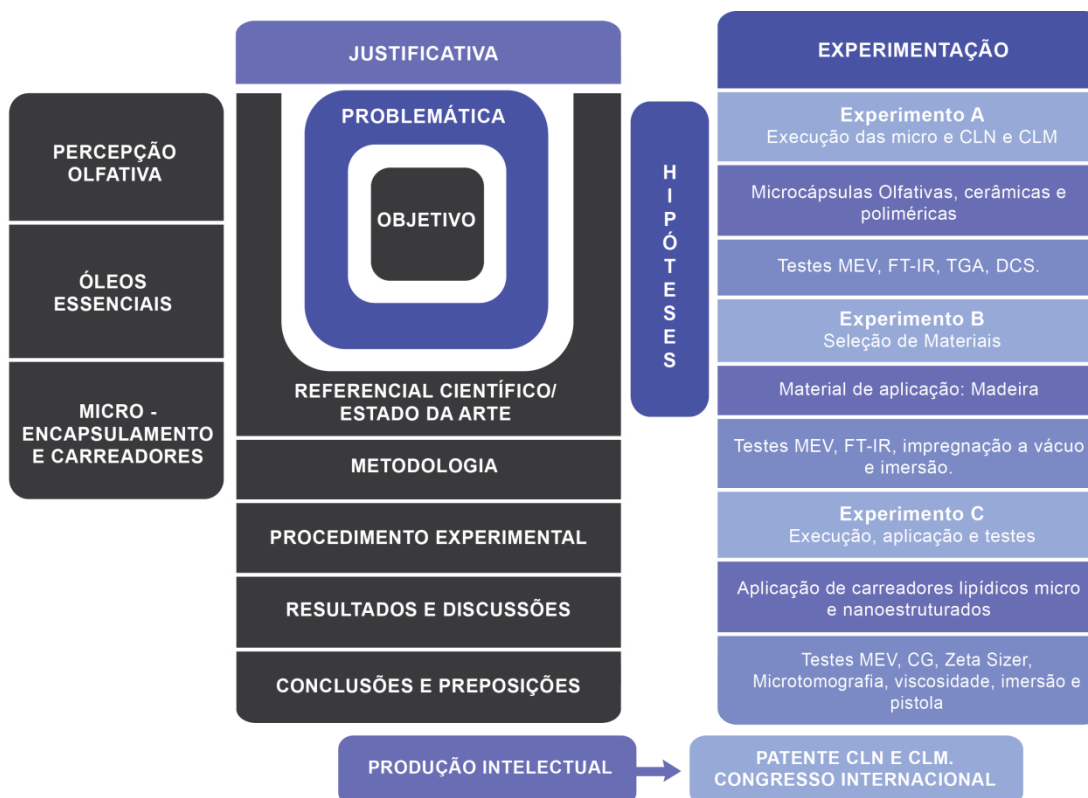 PERCEPÇÃO
OLFATIVA
ÓLEOS
ESSENCIAIS
MICRO -
ENCAPSULAMENTO
E CARREADORES
JUSTIFICATIVA
PROBLEMÁTICA
OBJETIVO
REFERENCIAL CIENTÍFICO/
ESTADO DA ARTE
METODOLOGIA
PROCEDIMENTO EXPERIMENTAL
RESULTADOS E DISCUSSÕES
CONCLUSÕES E PREPOSIÇÕES
HIPÓTESES
EXPERIMENTAÇÃO
Experimento A
Execução das micro e CLN e CLM
Microcápsulas Olfativas, cerâmicas e
poliméricas
Testes MEV, FT-IR, TGA, DCS.
Experimento B
Seleção de Materiais
Material de aplicação: Madeira
Testes MEV, FT-IR, impregnação a vácuo
e imersão.
Experimento C
Execução, aplicação e testes
Aplicação de carreadores lipídicos micro
e nanoestruturados
Testes MEV, CG, Zeta Sizer,
Microtomografia, viscosidade, imersão e
pistola
PRODUÇÃO INTELECTUAL
PATENTE CLN E CLM.
CONGRESSO INTERNACIONAL